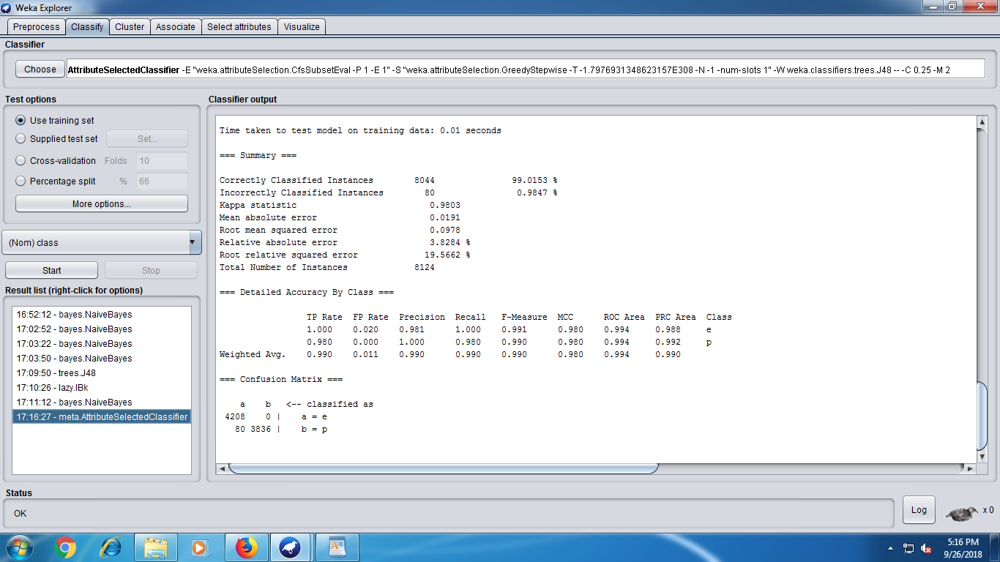 Weka Explorer
Preprocess Classify Cluster Associate Select attributes Visualize
Classifier
Choose AttributeSelectedClassifier -E "weka.attributeSelection.CfsSubsetEval -P 1 -E 1" -S "weka.attributeSelection.GreedyStepwise -T -1.7976931348623157E308 -N -1 -num-slots 1" -W weka.classifiers.trees.J48 -- -C 0.25 -M 2
Test options
Use training set
Supplied test set Set...
Cross-validation Folds 10
Percentage split % 66
More options...
(Nom) class
Start Stop
Result list (right-click for options)
16:52:12 - bayes.NaiveBayes
17:02:52 - bayes.NaiveBayes
17:03:22 - bayes.NaiveBayes
17:03:50 - bayes.NaiveBayes
17:09:50 - trees.J48
17:10:26 - lazy.IBk
17:11:12 - bayes.NaiveBayes
17:16:27 - meta.AttributeSelectedClassifier
Classifier output
Time taken to test model on training data: 0.01 seconds
=== Summary ===
Correctly Classified Instances 8044 99.0153 %
Incorrectly Classified Instances 80 0.9847 %
Kappa statistic 0.9803
Mean absolute error 0.0191
Root mean squared error 0.0978
Relative absolute error 3.8284 %
Root relative squared error 19.5662 %
Total Number of Instances 8124
=== Detailed Accuracy By Class ===
TP Rate FP Rate Precision Recall F-Measure MCC ROC Area PRC Area Class
1.000 0.020 0.981 1.000 0.991 0.980 0.994 0.988 e
0.980 0.000 1.000 0.980 0.990 0.980 0.994 0.992 p
Weighted Avg. 0.990 0.011 0.990 0.990 0.990 0.980 0.994 0.990
=== Confusion Matrix ===
a b <-- classified as
4208 0 | a = e
80 3836 | b = p
Status
OK
Log x 0
5:16 PM
9/26/2018